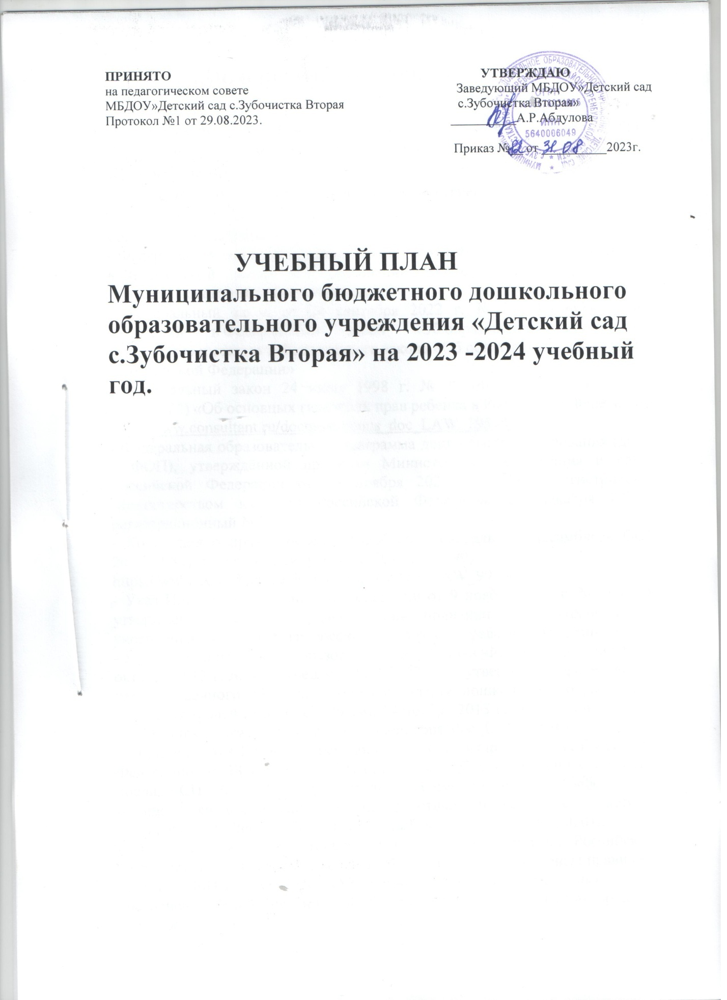 ПРИНЯТО
на педагогическом совете
МБДОУ»Детский сад с.Зубочистка Вторая
Протокол №1 от 29.08.2023.
УТВЕРЖДАЮ
Заведующий МБДОУ»Детский сад
с.Зубочистка Вторая»
____________А.Р.Абдулова
Приказ №82 от 31 08 2023г.
ИНН
5640006049
УЧЕБНЫЙ ПЛАН
Муниципального бюджетного дошкольного
образовательного учреждения «Детский сад
с.Зубочистка Вторая» на 2023 -2024 учебный
год.